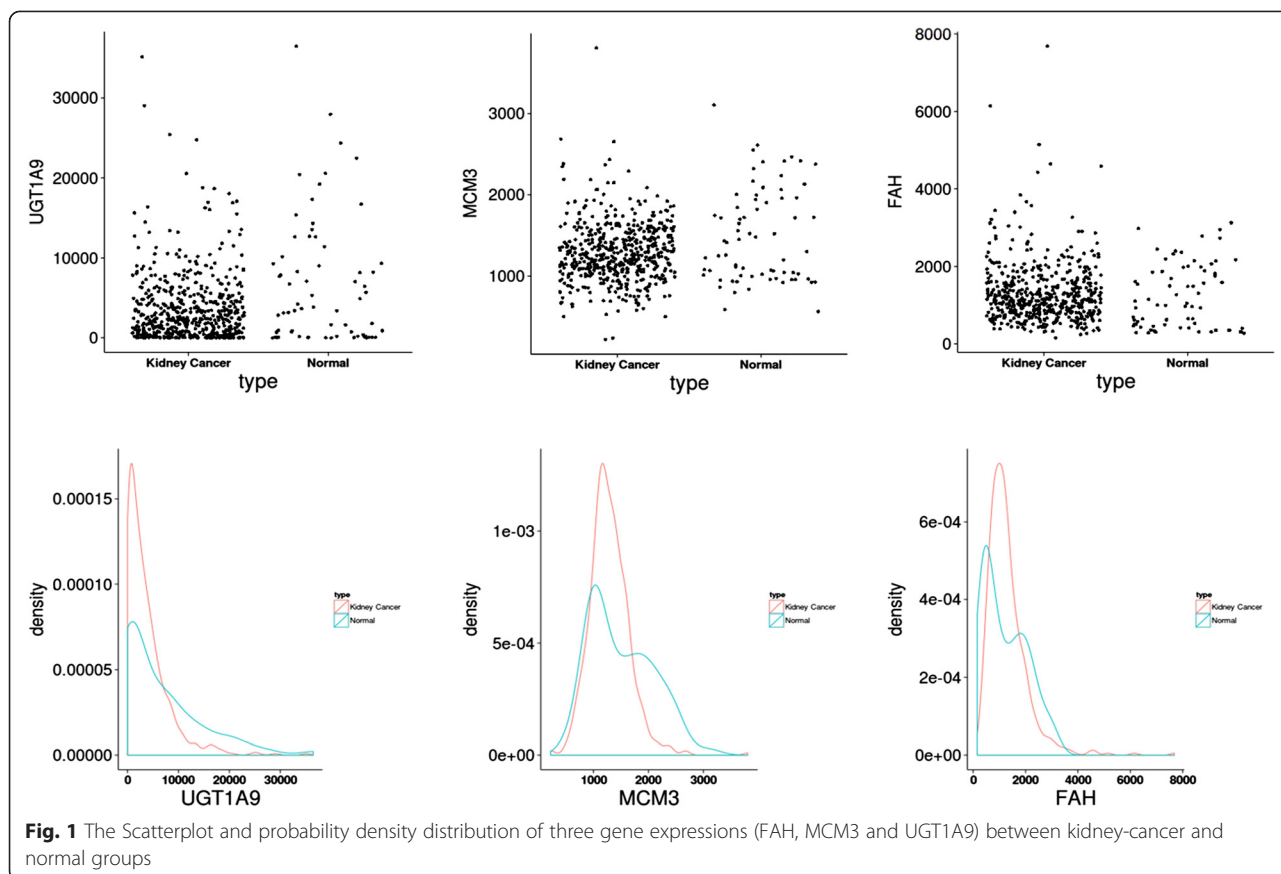 UGT1A9
30000
20000
10000
0
Kidney Cancer
Normal
type
MCM3
3000
2000
1000
Kidney Cancer
Normal
type
FAH
8000
6000
4000
2000
0
Kidney Cancer
Normal
type
density
0.00015
0.00010
0.00005
0.00000
0
10000
20000
30000
UGT1A9
type
Kidney Cancer
Normal
density
1e-03
5e-04
0e+00
1000
2000
3000
MCM3
type
Kidney Cancer
Normal
density
6e-04
4e-04
2e-04
0e+00
0
2000
4000
6000
8000
FAH
type
Kidney Cancer
Normal
Fig. 1 The Scatterplot and probability density distribution of three gene expressions (FAH, MCM3 and UGT1A9) between kidney-cancer and
normal groups